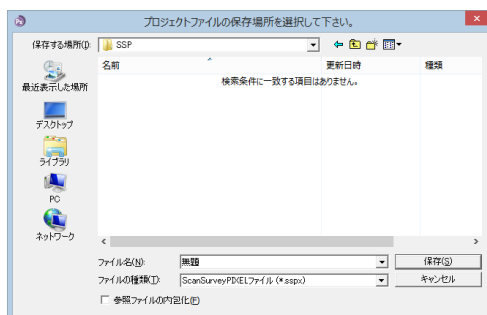 プロジェクトファイルの保存場所を選択して下さい。
保存する場所(I):
SSP
名前
更新日時
種類
検索条件に一致する項目はありません。
最近表示した場所
デスクトップ
ライブラリ
PC
ネットワーク
ファイル名(N):
無題
保存(S)
ファイルの種類(T):
ScanSurveyPIXELファイル (*.sspx)
キャンセル
参照ファイルの内包化(F)